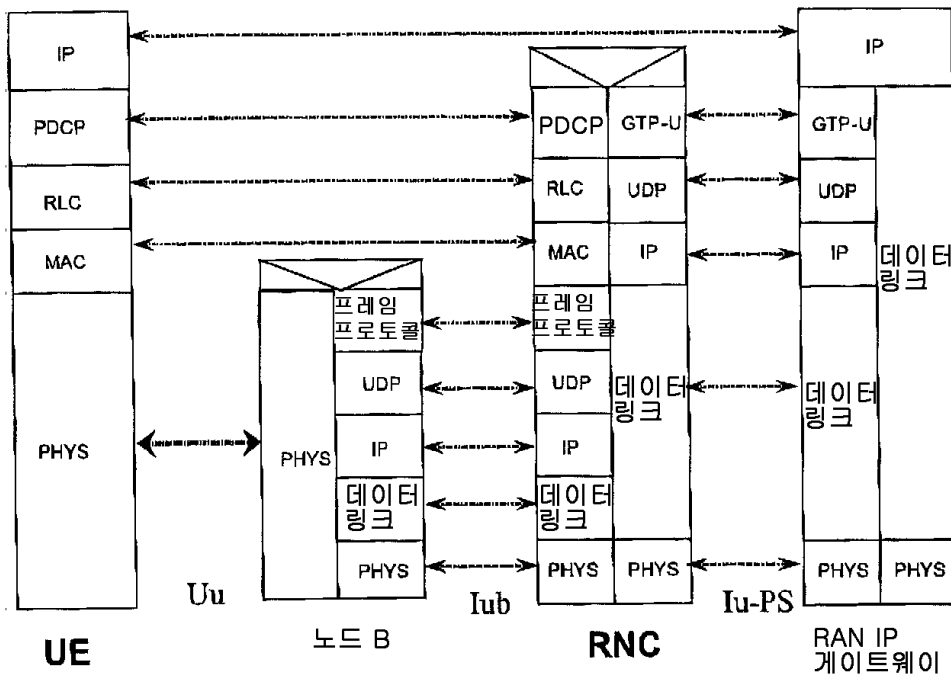 IP
IP
PDCP
PDCP
GTP-U
GTP-U
RLC
RLC
UDP
UDP
MAC
MAC
IP
IP
데이터
링크
프레임
프로토콜
프레임
프로토콜
UDP
UDP
데이터
링크
데이터
링크
PHYS
PHYS
IP
IP
데이터
링크
데이터
링크
PHYS
PHYS
PHYS
PHYS
PHYS
Uu
Iub
Iu-PS
UE
노드 B
RNC
RAN IP
게이트웨이